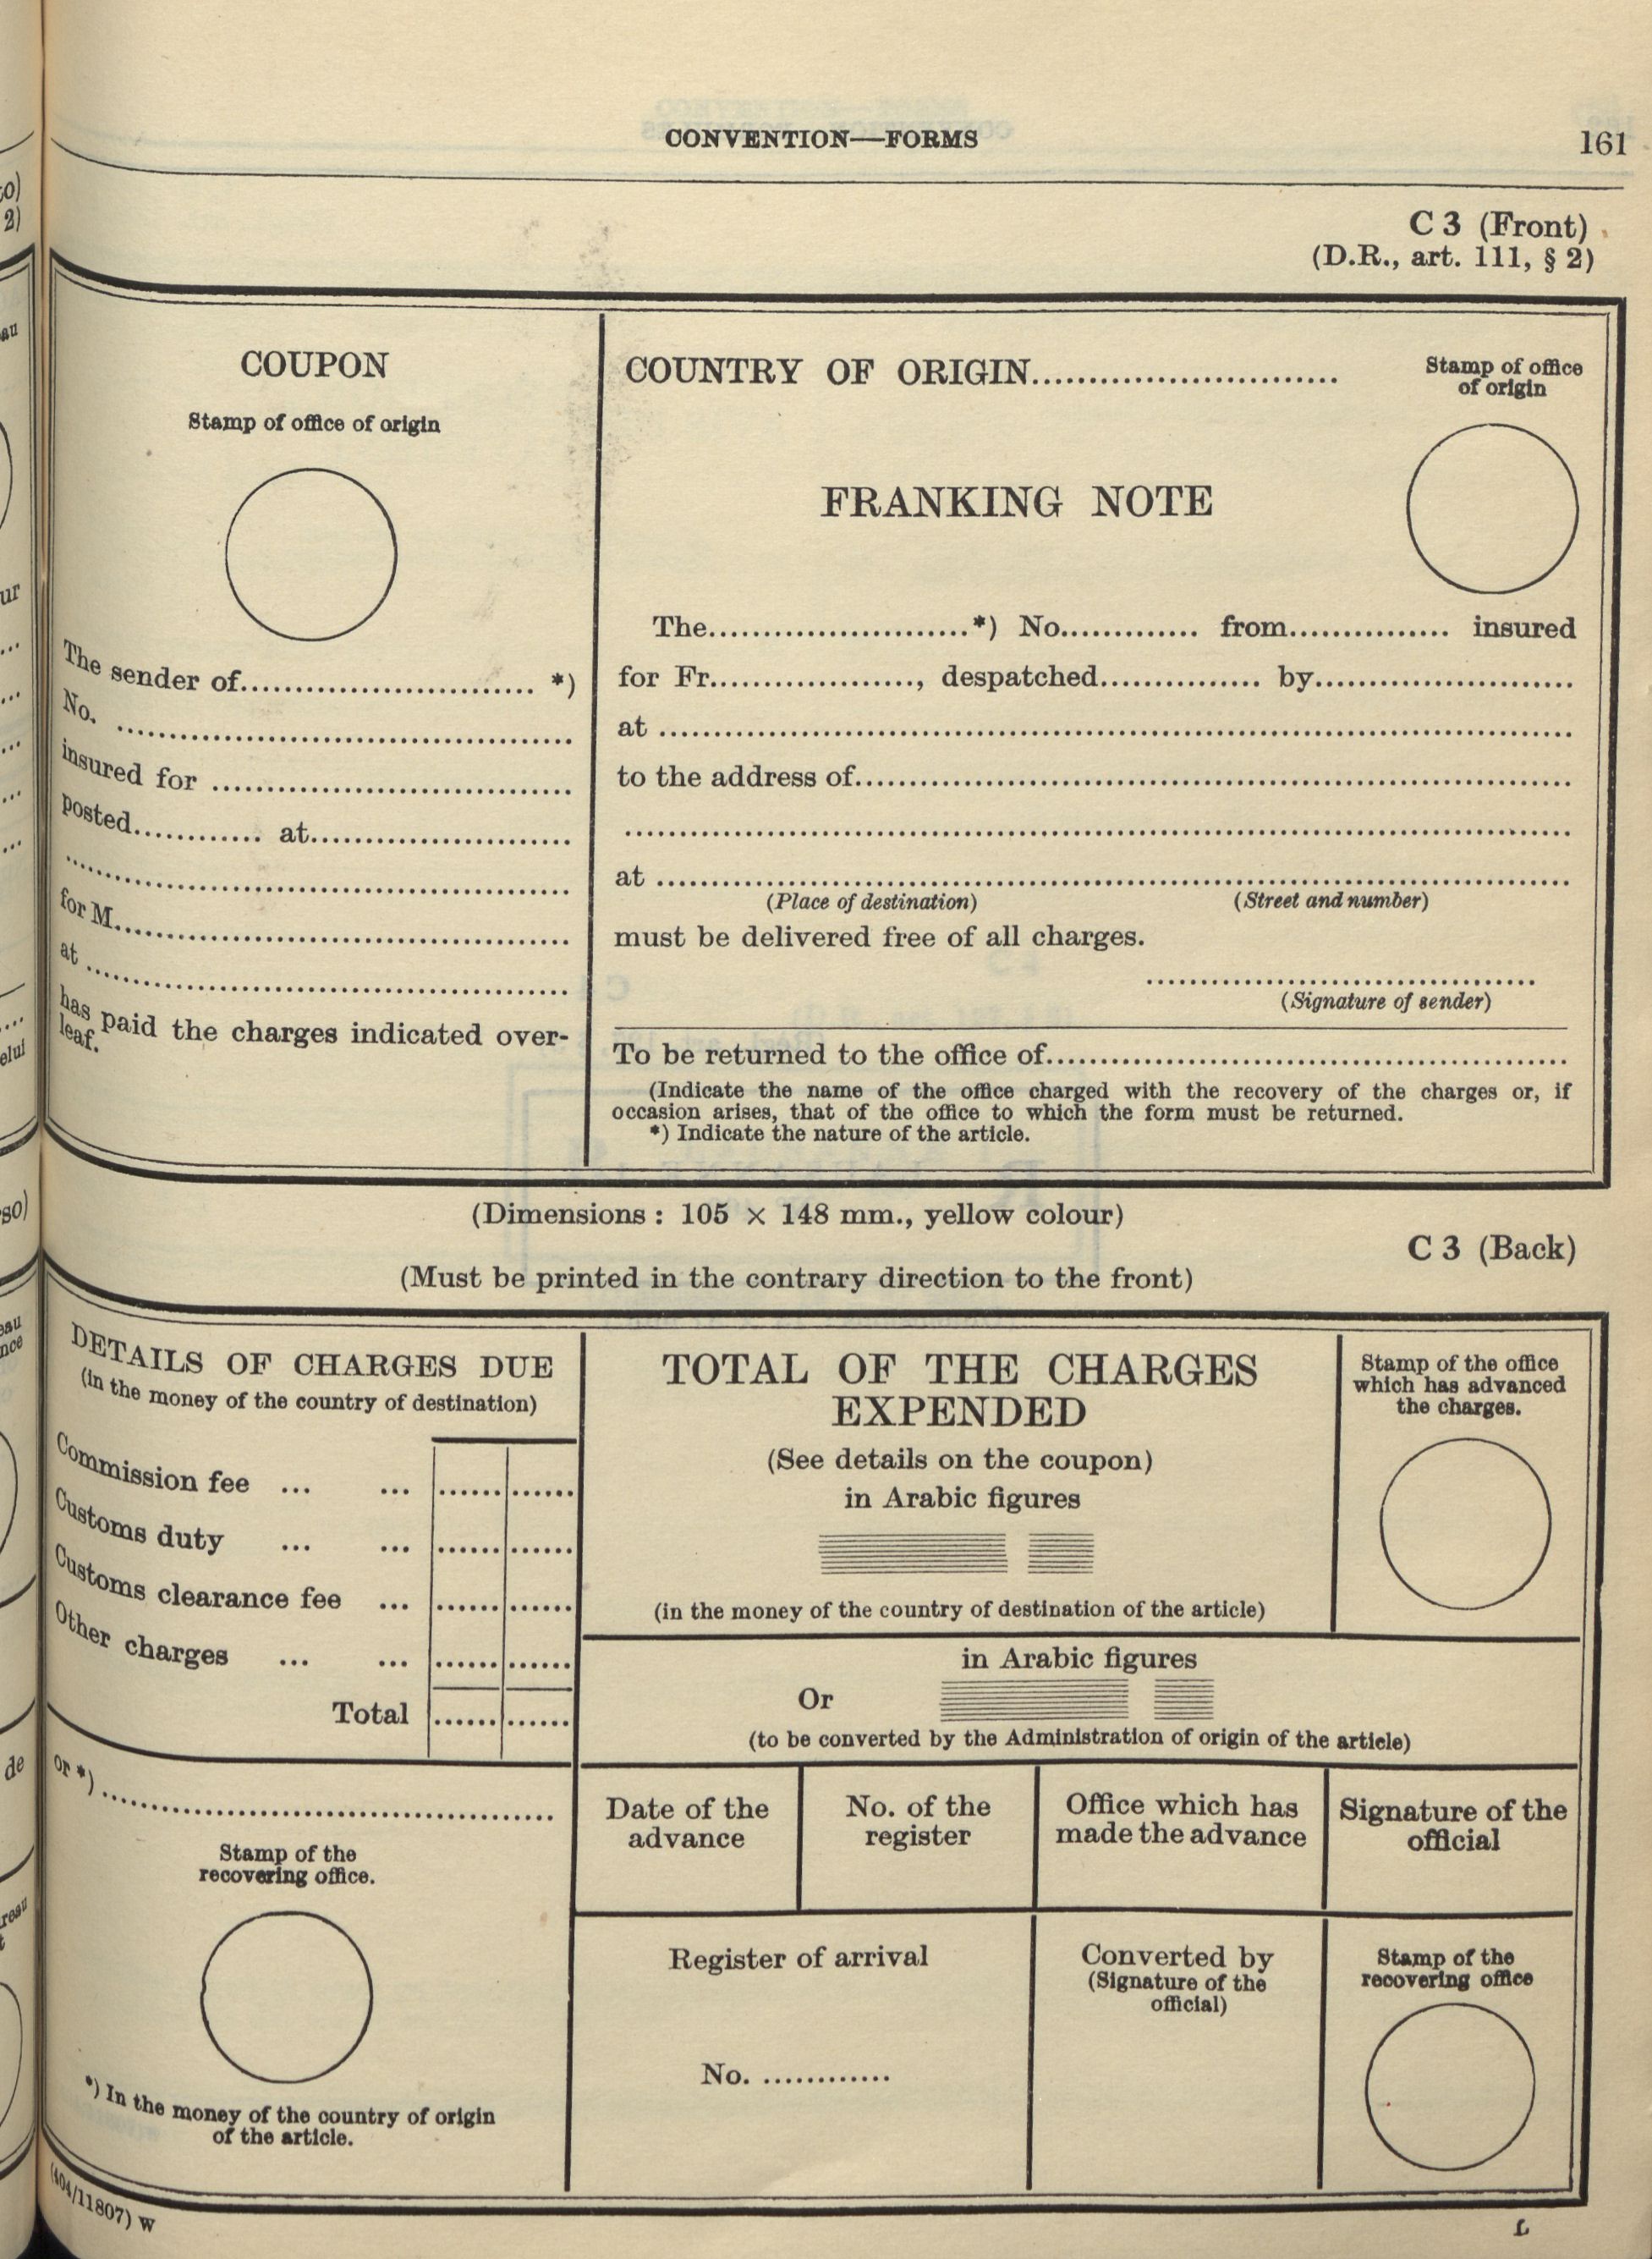 CONVENTION—FORMS
161
C 3 (Front)
(D.R., art. 111, § 2)
COUPON
Stamp of office of origin
The sender of........................... *)
No. ..........................................
insured for .................................
posted............ at........................
...............................................
for M..........................................
at .............................................
has paid the charges indicated over-
leaf.
COUNTRY OF ORIGIN...........................
Stamp of office
of origin
FRANKING NOTE
The........................*) No............. from............... insured
for Fr..................., despatched............... by........................
at ....................................................................................
to the address of..................................................................
.......................................................................................
at ....................................................................................
(Place of destination) (Street and number)
must be delivered free of all charges.
....................................
(Signature of sender)
To be returned to the office of................................................
(Indicate the name of the office charged with the recovery of the charges or, if
occasion arises, that of the office to which the form must be returned.
*) Indicate the nature of the article.
(Dimensions : 105 × 148 mm., yellow colour)
C 3 (Back)
(Must be printed in the contrary direction to the front)
DETAILS OF CHARGES DUE
(in the money of the country of destination)
Commission fee ... ... ...... ......
Customs duty ... ... ...... ......
Customs clearance fee ... ...... ......
Other charges ... ... ...... ......
Total ...... ......
or *) ..........................................
Stamp of the
recovering office.
*) In the money of the country of origin
of the article.
TOTAL OF THE CHARGES
EXPENDED
(See details on the coupon)
in Arabic figures
(in the money of the country of destination of the article)
Stamp of the office
which has advanced
the charges.
in Arabic figures
Or
(to be converted by the Administration of origin of the article)
Date of the
advance
No. of the
register
Office which has
made the advance
Signature of the
official
Register of arrival
No. ............
Converted by
(Signature of the
official)
Stamp of the
recovering office
(404/11807) W
L